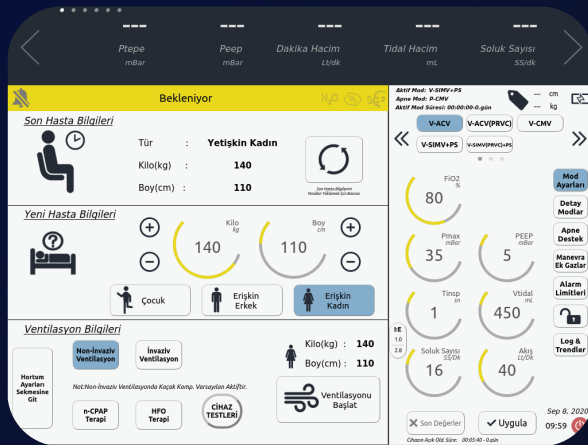 Ptepe
mBar
Peep
mBar
Dakika Hacim
Lt/dk
Tidal Hacim
mL
Soluk Sayısı
SS/dk
Bekleniyor
Son Hasta Bilgileri
Tür : Yetişkin Kadın
Kilo(kg) : 140
Boy(cm) : 110
Son Hasta Bilgilerini
Yeniden Yüklemek İçin Basınız
Yeni Hasta Bilgileri
Kilo
kg
140
Boy
cm
110
Çocuk
Erişkin
Erkek
Erişkin
Kadın
Ventilasyon Bilgileri
Hortum
Ayarları
Sekmesine
Git
Non-İnvaziv
Ventilasyon
İnvaziv
Ventilasyon
Not:Non-İnvaziv Ventilasyonda Kaçak Komp. Varsayılan Aktiftir.
n-CPAP
Terapi
HFO
Terapi
CİHAZ
TESTLERİ
Kilo(kg) : 140
Boy(cm) : 110
Ventilasyonu
Başlat
Aktif Mod: V-SIMV+PS
Apne Mod: P-CMV
Aktif Mod Süresi: 00:00:00-0.gün
--- cm
--- kg
V-ACV
V-ACV(PRVC)
V-CMV
V-SIMV+PS
V-SIMV(PRVC)+PS
FiO2
%
80
Pmax
mBar
35
PEEP
mBar
5
Tinsp
sn
1
Vtidal
mL
450
I:E
1.0
2.8
Soluk Sayısı
SS/Dk
16
Akış
Lt/Dk
40
Son Değerler
Uygula
Cihazın Açık Old. Süre: 00:05:40 - 0.gün
Mod
Ayarları
Detay
Modlar
Apne
Destek
Manevra
Ek Gazlar
Alarm
Limitleri
Log &
Trendler
Sep 8, 2020
09:59